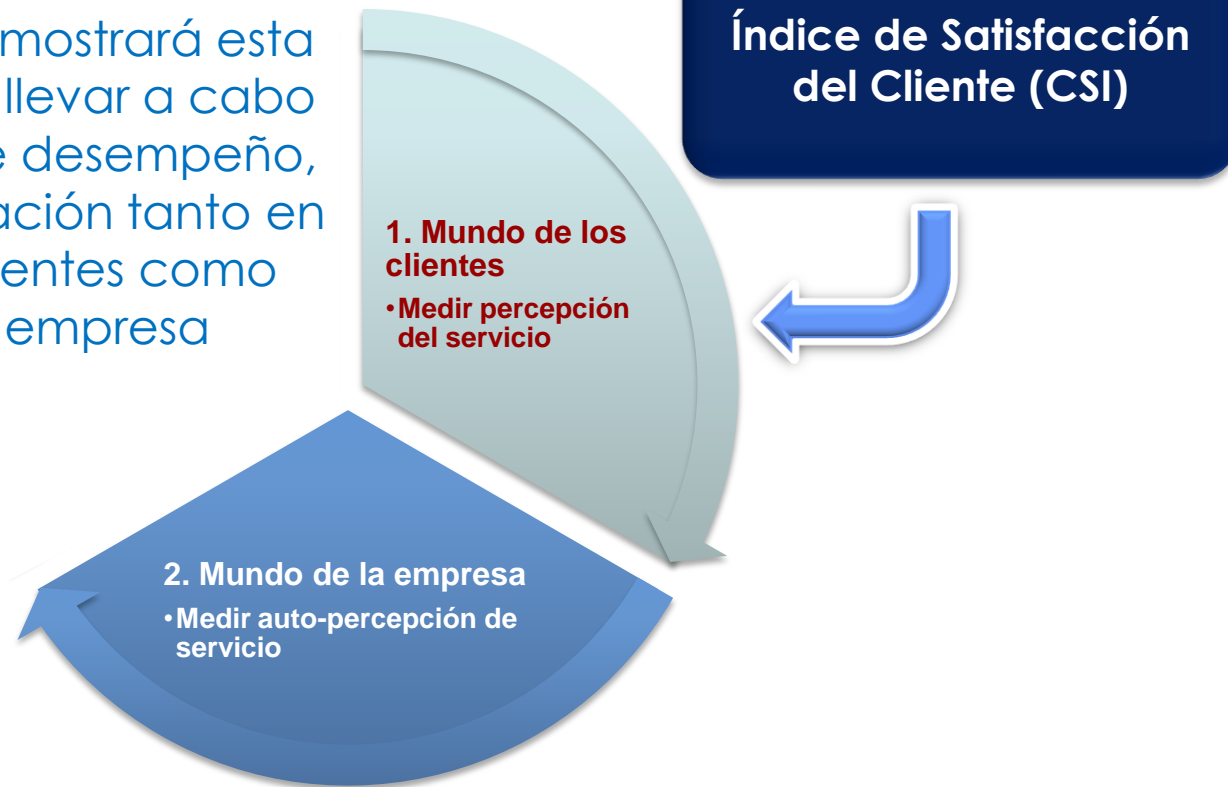 mostrará esta
llevar a cabo
e desempeño,
ación tanto en
entes como
empresa
Índice de Satisfacción
del Cliente (CSI)
1. Mundo de los
clientes
•Medir percepción
del servicio
2. Mundo de la empresa
•Medir auto-percepción de
servicio